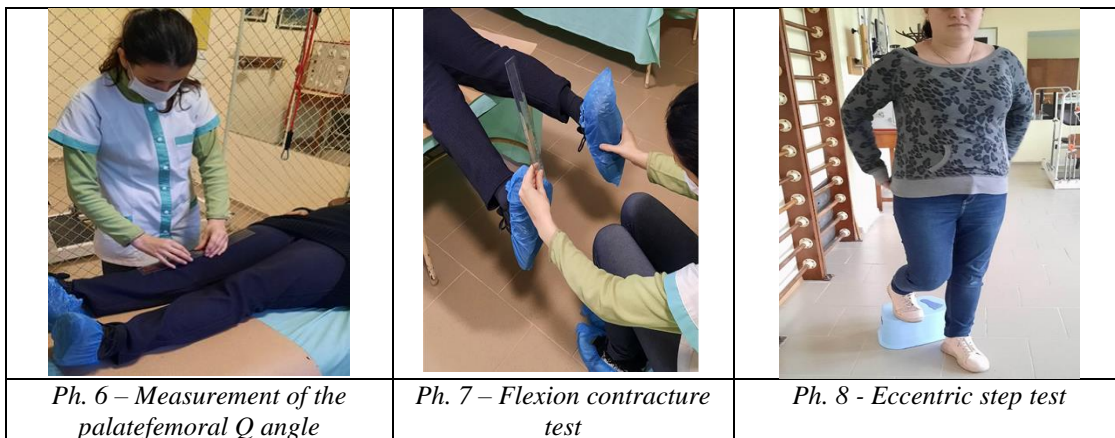 Ph. 6 – Measurement of the
palatefemoral Q angle
Ph. 7 – Flexion contracture
test
Ph. 8 - Eccentric step test